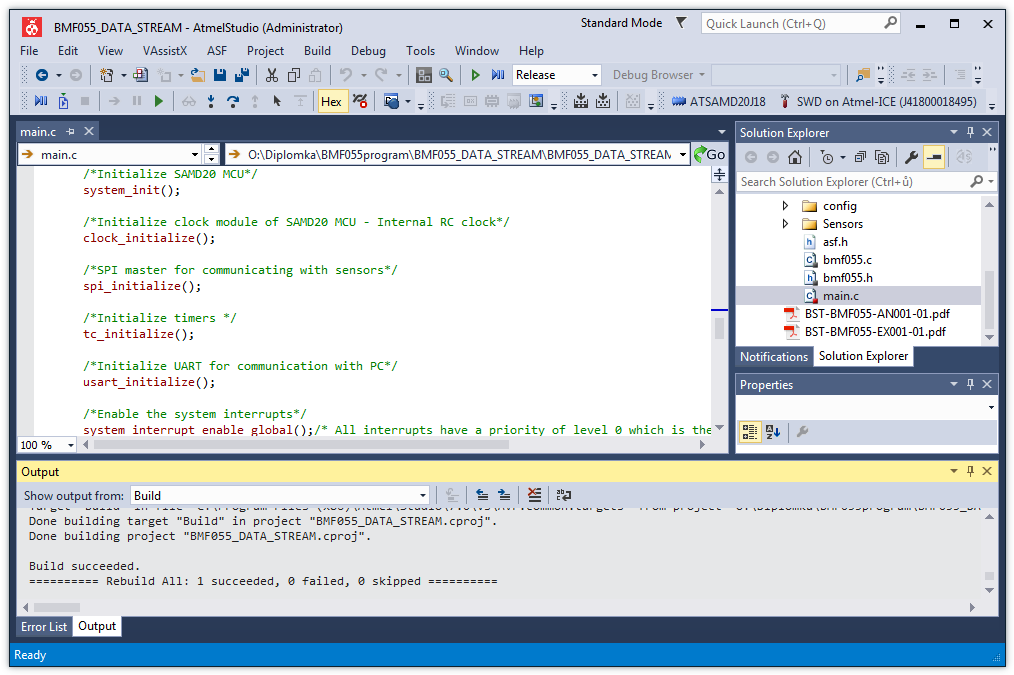 BMF055_DATA_STREAM - AtmelStudio (Administrator)
Standard Mode
Quick Launch (Ctrl+Q)
File Edit View VAssistX ASF Project Build Debug Tools Window Help
Release
Debug Browser
Hex
ATSAMD20J18
SWD on Atmel-ICE (J41800018495)
main.c
main.c
O:\Diplomka\BMF055program\BMF055_DATA_STREAM\BMF055_DATA_STREAM
Go
/*Initialize SAMD20 MCU*/
system_init();
/*Initialize clock module of SAMD20 MCU - Internal RC clock*/
clock_initialize();
/*SPI master for communicating with sensors*/
spi_initialize();
/*Initialize timers */
tc_initialize();
/*Initialize UART for communication with PC*/
usart_initialize();
/*Enable the system interrupts*/
system_interrupt_enable_global();/* All interrupts have a priority of level 0 which is the
100 %
Solution Explorer
Search Solution Explorer (Ctrl+ů)
config
Sensors
asf.h
bmf055.c
bmf055.h
main.c
BST-BMF055-AN001-01.pdf
BST-BMF055-EX001-01.pdf
Notifications
Solution Explorer
Properties
Output
Show output from: Build
Done building target "Build" in project "BMF055_DATA_STREAM.cproj".
Done building project "BMF055_DATA_STREAM.cproj".
Build succeeded.
========== Rebuild All: 1 succeeded, 0 failed, 0 skipped ==========
Error List
Output
Ready